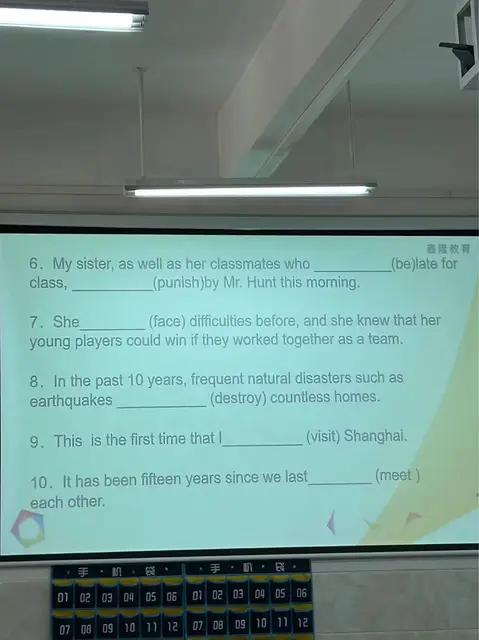 鑫隆教育
6．My sister, as well as her classmates who __________(be)late for
class, __________(punish)by Mr. Hunt this morning.
7．She________ (face) difficulties before, and she knew that her
young players could win if they worked together as a team.
8．In the past 10 years, frequent natural disasters such as
earthquakes ___________ (destroy) countless homes.
9．This is the first time that I__________ (visit) Shanghai.
10．It has been fifteen years since we last________ (meet )
each other.
手 · 机 · 袋 手 · 机 · 袋
01 02 03 04 05 06 01 02 03 04 05 06
07 08 09 10 11 12 07 08 09 10 11 12